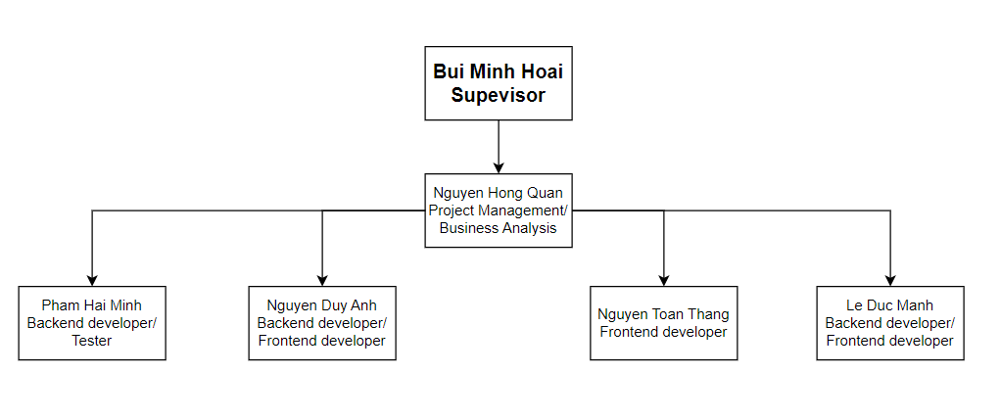 Bui Minh Hoai
Supevisor
Nguyen Hong Quan
Project Management/
Business Analysis
Pham Hai Minh
Backend developer/
Tester
Nguyen Duy Anh
Backend developer/
Frontend developer
Nguyen Toan Thang
Frontend developer
Le Duc Manh
Backend developer/
Frontend developer